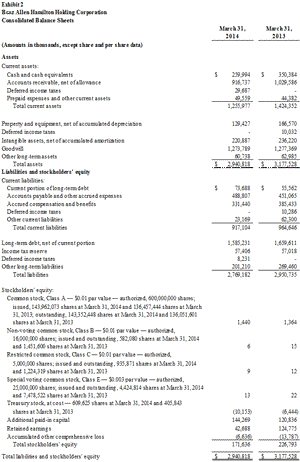 Exhibit 2
Booz Allen Hamilton Holding Corporation
Consolidated Balance Sheets
March 31, March 31,
(Amounts in thousands, except share and per share data) 2014 2013
Assets
Current assets:
Cash and cash equivalents $ 259,994 $ 350,384
Accounts receivable, net of allowance 916,737 1,029,586
Deferred income taxes 29,687 -
Prepaid expenses and other current assets 49,559 44,382
Total current assets 1,255,977 1,424,352
Property and equipment, net of accumulated depreciation 129,427 166,570
Deferred income taxes - 10,032
Intangible assets, net of accumulated amortization 220,887 236,220
Goodwill 1,273,789 1,277,369
Other long-term assets 60,738 62,985
Total assets $ 2,940,818 $ 3,177,528
Liabilities and stockholders' equity
Current liabilities:
Current portion of long-term debt $ 73,688 $ 55,562
Accounts payable and other accrued expenses 488,807 451,065
Accrued compensation and benefits 331,440 385,433
Deferred income taxes - 10,286
Other current liabilities 23,169 62,300
Total current liabilities 917,104 964,646
Long-term debt, net of current portion 1,585,231 1,659,611
Income tax reserve 57,406 57,018
Deferred income taxes 8,231 -
Other long-term liabilities 201,210 269,460
Total liabilities 2,769,182 2,950,735
Stockholders' equity:
Common stock, Class A — $0.01 par value — authorized, 600,000,000 shares;
issued, 143,962,073 shares at March 31, 2014 and 136,457,444 shares at March
31, 2013; outstanding, 143,352,448 shares at March 31, 2014 and 136,051,601
shares at March 31, 2013 1,440 1,364
Non-voting common stock, Class B — $0.01 par value — authorized,
16,000,000 shares; issued and outstanding, 582,080 shares at March 31, 2014
and 1,451,600 shares at March 31, 2013 6 15
Restricted common stock, Class C — $0.01 par value — authorized,
5,000,000 shares; issued and outstanding, 935,871 shares at March 31, 2014
and 1,224,319 shares at March 31, 2013 9 12
Special voting common stock, Class E — $0.003 par value — authorized,
25,000,000 shares; issued and outstanding, 4,424,814 shares at March 31, 2014
and 7,478,522 shares at March 31, 2013 13 22
Treasury stock, at cost — 609,625 shares at March 31, 2014 and 405,843
shares at March 31, 2013 (10,153) (6,444)
Additional paid-in capital 144,269 120,836
Retained earnings 42,688 124,775
Accumulated other comprehensive loss (6,636) (13,787)
Total stockholders' equity 171,636 226,793
Total liabilities and stockholders' equity $ 2,940,818 $ 3,177,528